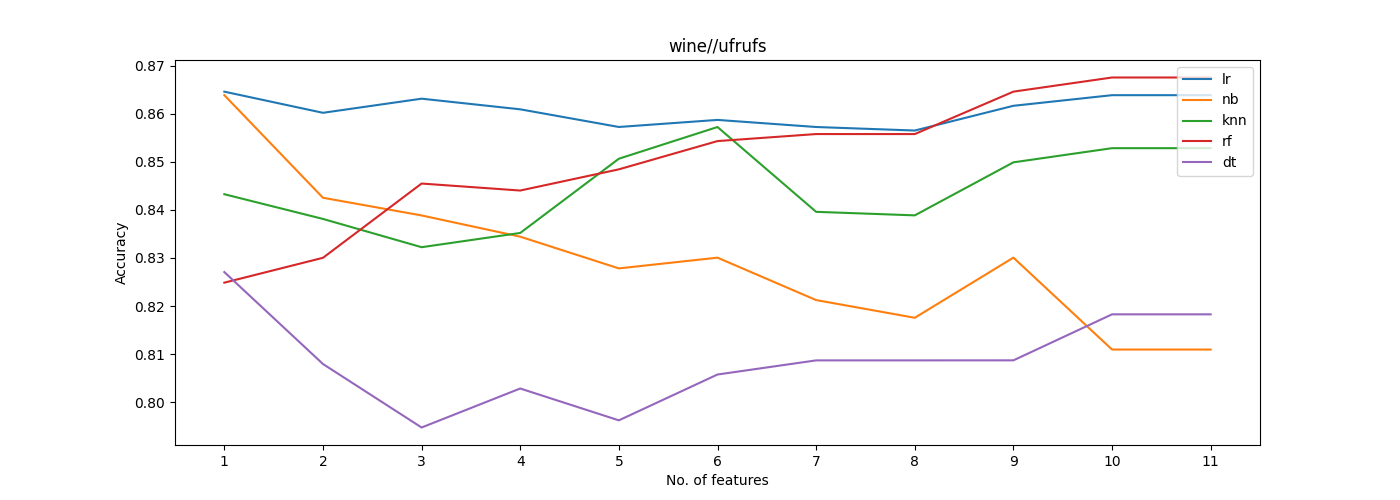 wine//ufrufs
0.87
0.86
0.85
0.84
0.83
0.82
0.81
0.80
Accuracy
1 2 3 4 5 6 7 8 9 10 11
No. of features
lr
nb
knn
rf
dt